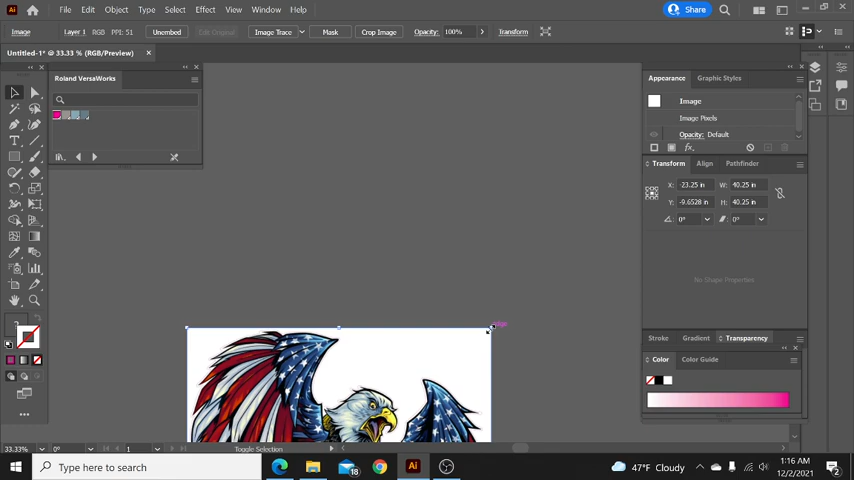 File Edit Object Type Select Effect View Window Help
Share
Image Layer 1 RGB PPI: 51 Unembed Edit Original Image Trace Mask Crop Image Opacity: 100% Transform
Untitled-1* @ 33.33 % (RGB/Preview) ×
Roland VersaWorks
Appearance Graphic Styles
Image
Image Pixels
Opacity: Default
fx
Transform Align Pathfinder
X: -23.25 in W: 40.25 in
Y: -9.6528 in H: 40.25 in
0° 0°
No Shape Properties
Stroke Gradient Transparency
Color Color Guide
33.33% 0° 1 Toggle Selection
Type here to search
18
47°F Cloudy
1:16 AM
12/2/2021
2